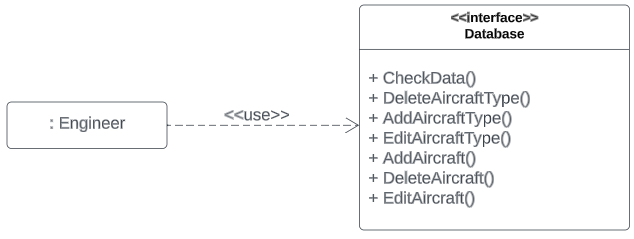 <<interface>>
Database
: Engineer
<<use>>
+ CheckData()
+ DeleteAircraftType()
+ AddAircraftType()
+ EditAircraftType()
+ AddAircraft()
+ DeleteAircraft()
+ EditAircraft()